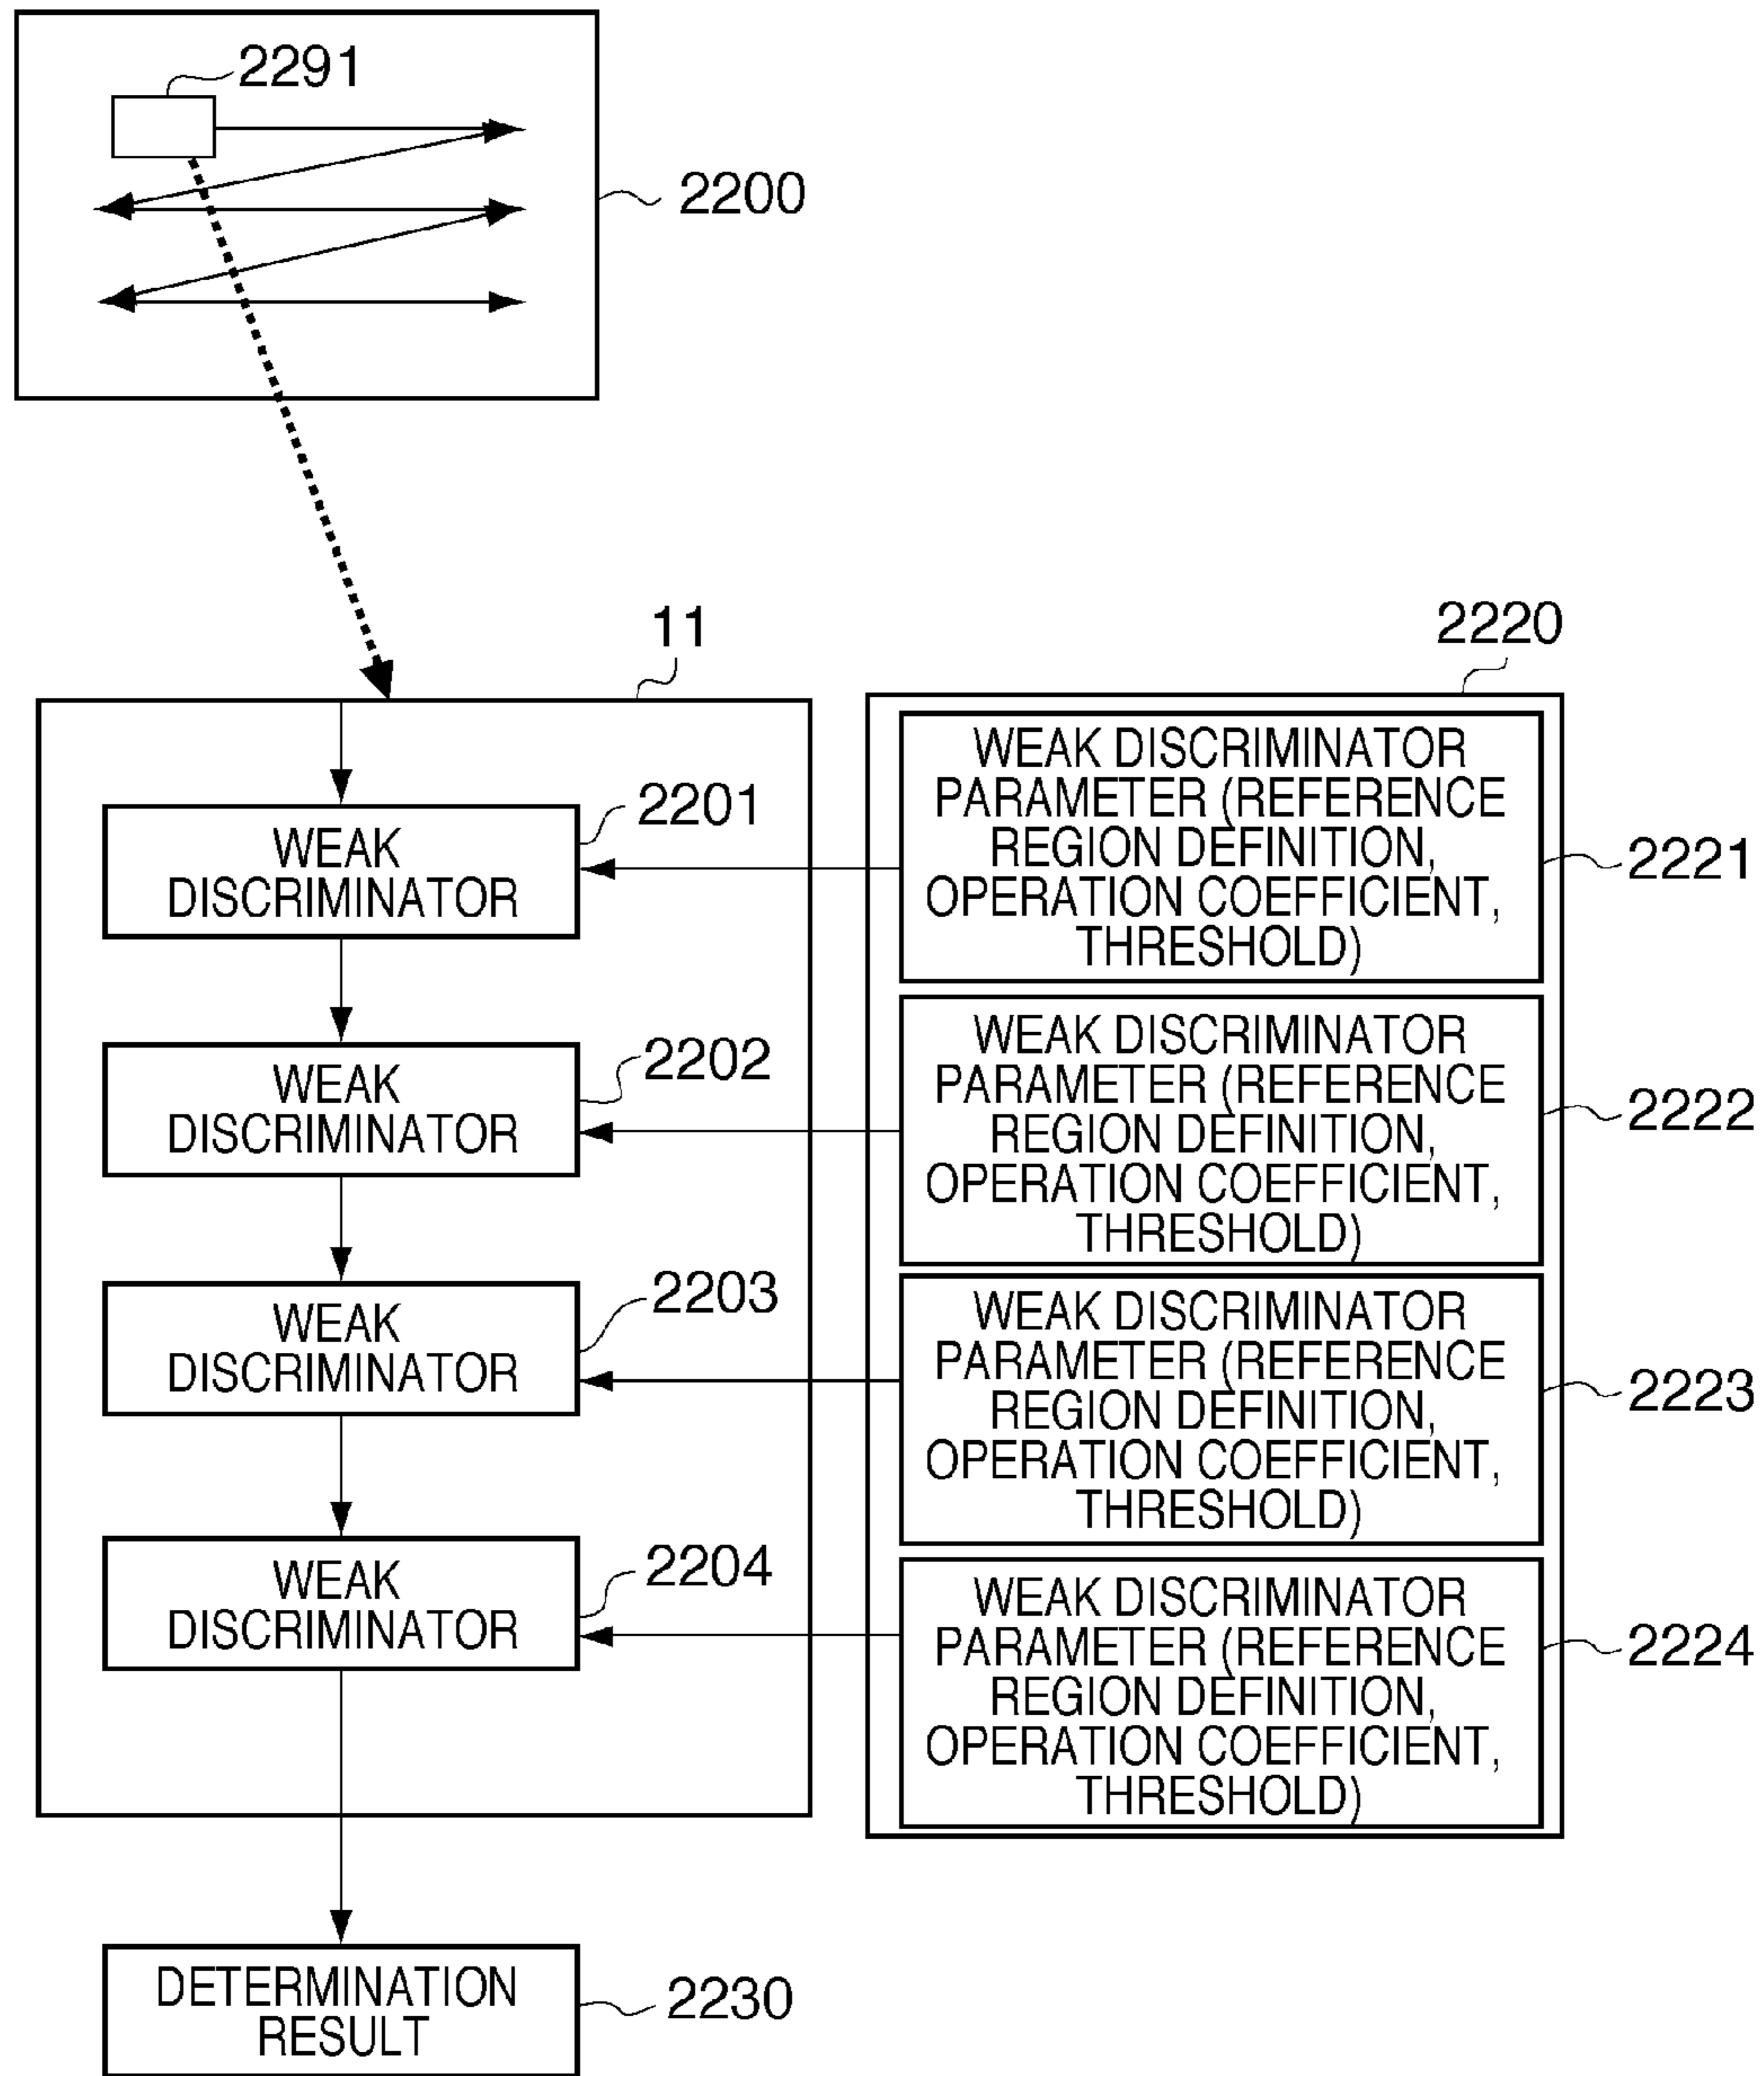 2291
2200
11
2220
WEAK
DISCRIMINATOR
2201
WEAK DISCRIMINATOR
PARAMETER (REFERENCE
REGION DEFINITION,
OPERATION COEFFICIENT,
THRESHOLD)
2221
WEAK
DISCRIMINATOR
2202
WEAK DISCRIMINATOR
PARAMETER (REFERENCE
REGION DEFINITION,
OPERATION COEFFICIENT,
THRESHOLD)
2222
WEAK
DISCRIMINATOR
2203
WEAK DISCRIMINATOR
PARAMETER (REFERENCE
REGION DEFINITION,
OPERATION COEFFICIENT,
THRESHOLD)
2223
WEAK
DISCRIMINATOR
2204
WEAK DISCRIMINATOR
PARAMETER (REFERENCE
REGION DEFINITION,
OPERATION COEFFICIENT,
THRESHOLD)
2224
DETERMINATION
RESULT
2230